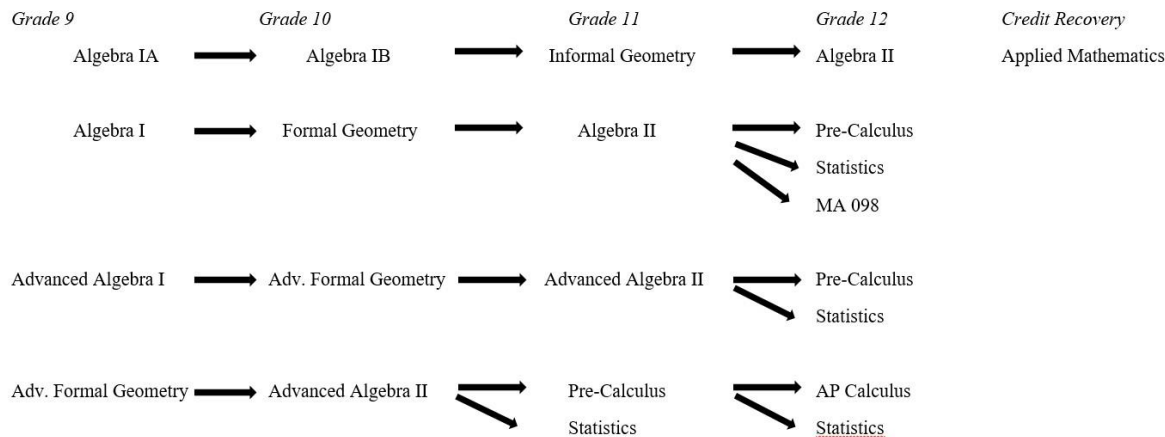 Grade 9 Grade 10 Grade 11 Grade 12 Credit Recovery
Algebra IA Algebra IB Informal Geometry Algebra II Applied Mathematics
Algebra I Formal Geometry Algebra II Pre-Calculus
Statistics
MA 098
Advanced Algebra I Adv. Formal Geometry Advanced Algebra II Pre-Calculus
Statistics
Adv. Formal Geometry Advanced Algebra II Pre-Calculus AP Calculus
Statistics Statistics